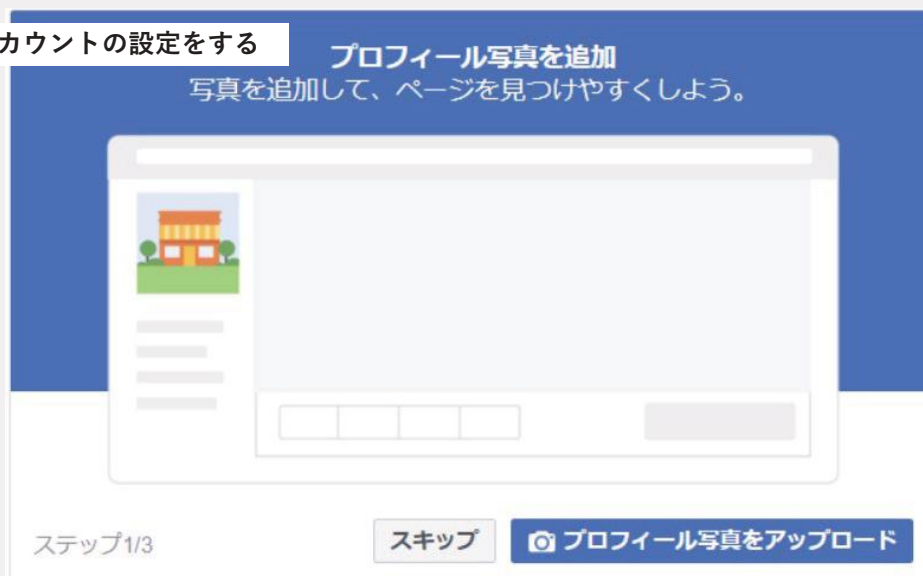 カウントの設定をする
プロフィール写真を追加
写真を追加して、ページを見つけやすくしよう。
ステップ1/3
スキップ
プロフィール写真をアップロード